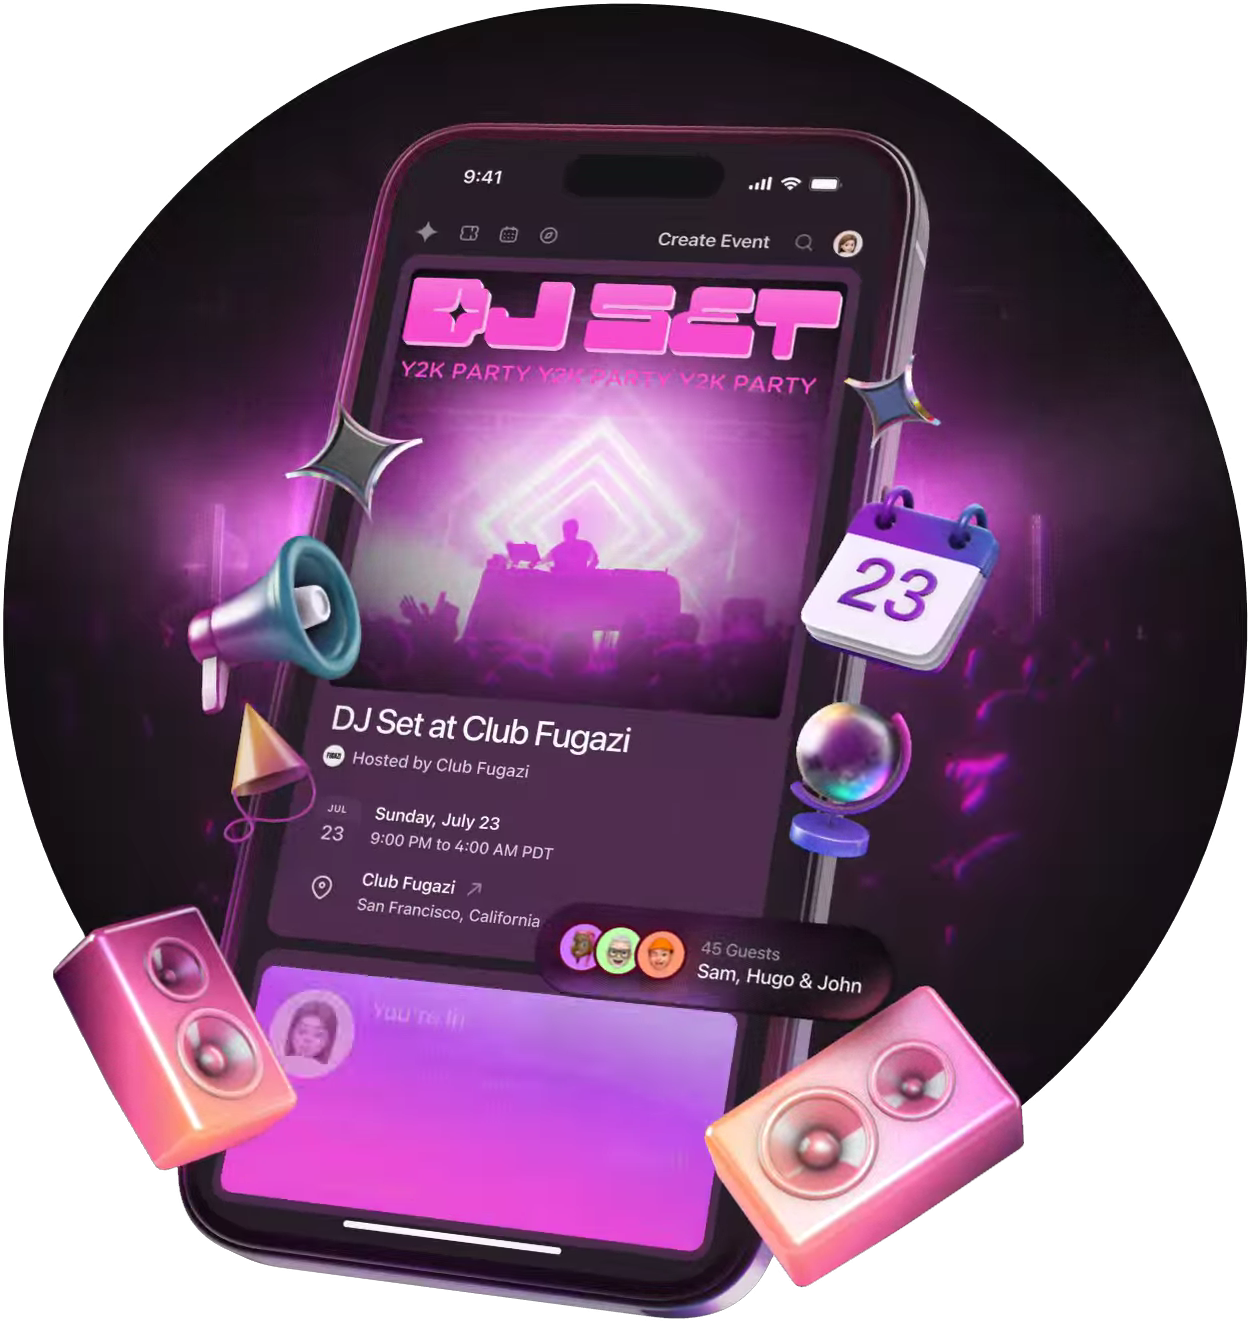 9:41
Create Event
DJ SET
Y2K PARTY Y2K PARTY Y2K PARTY
DJ Set at Club Fugazi
Hosted by Club Fugazi
JUL
23
Sunday, July 23
9:00 PM to 4:00 AM PDT
Club Fugazi
San Francisco, California
45 Guests
Sam, Hugo & John
You're In
23